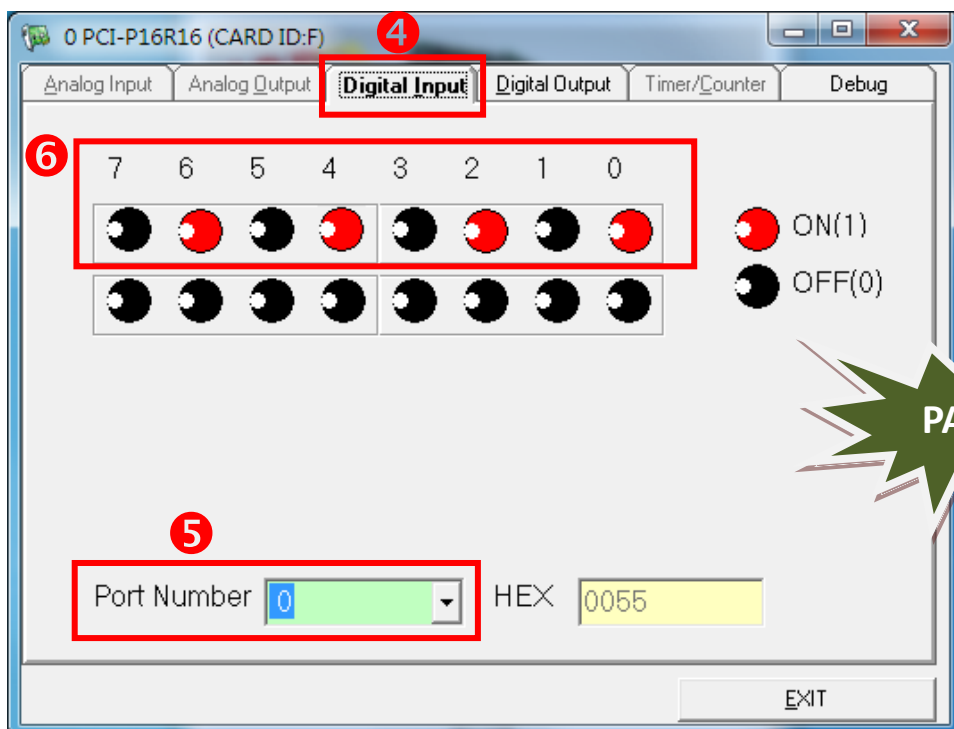 0 PCI-P16R16 (CARD ID:F)
4
Analog Input Analog Output Digital Input Digital Output Timer/Counter Debug
6
7 6 5 4 3 2 1 0
ON(1)
OFF(0)
PA
5
Port Number 0 HEX 0055
EXIT